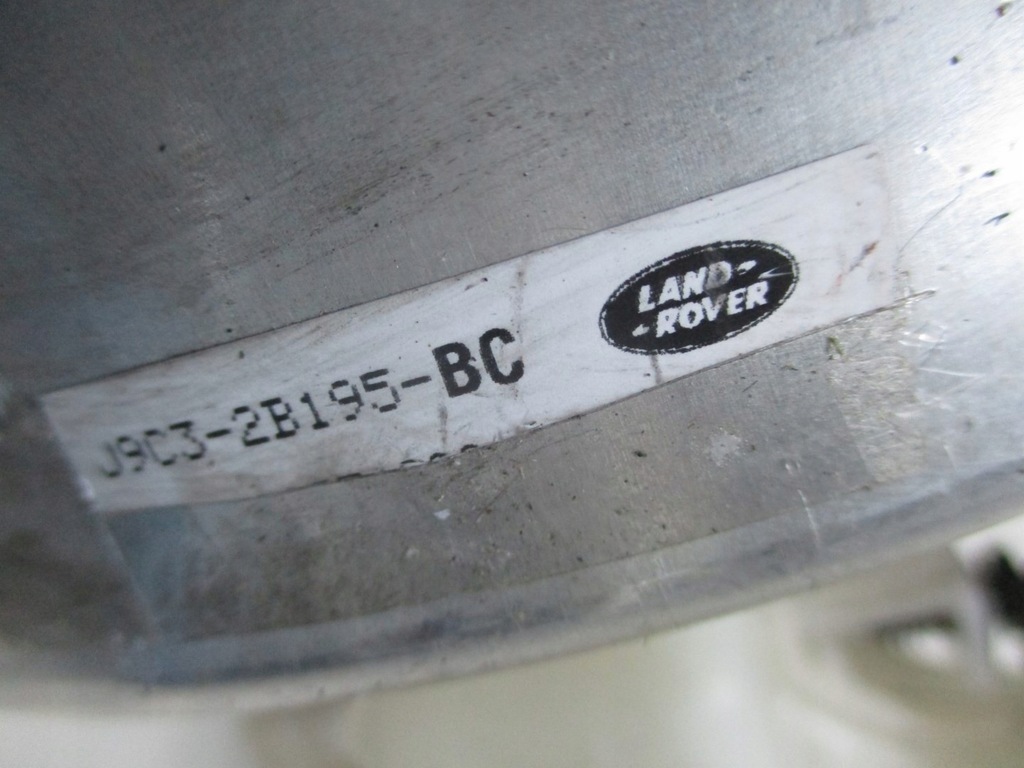 J9C3-2B195-BC
LAND-
-ROVER